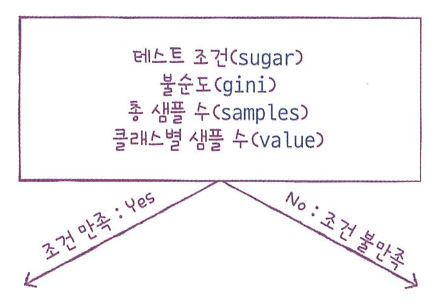 테스트 조건(sugar)
불순도(gini)
총 샘플 수(samples)
클래스별 샘플 수(value)
조건 만족 : Yes
No : 조건 불만족